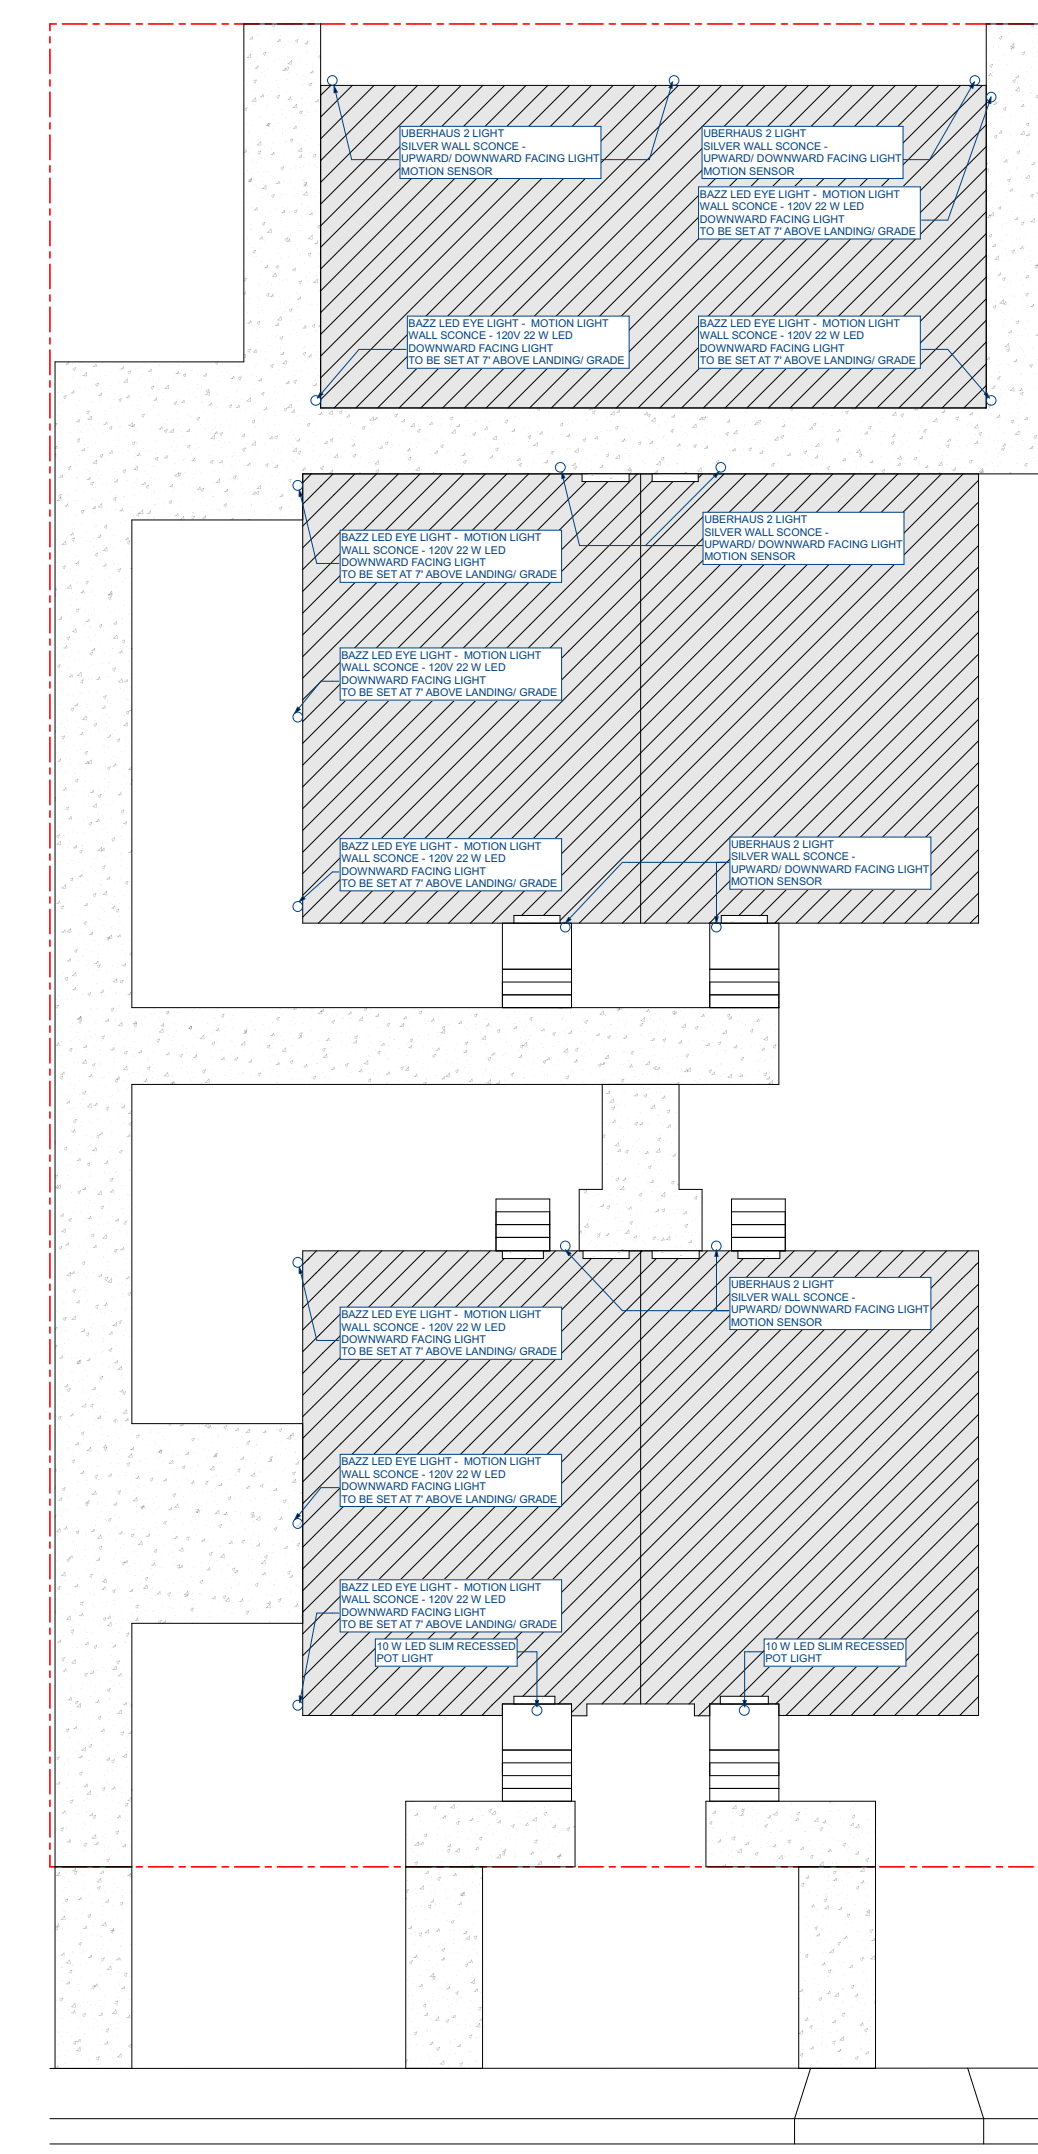 UBERHAUS 2 LIGHT
SILVER WALL SCONCE -
UPWARD/ DOWNWARD FACING LIGHT
MOTION SENSOR
UBERHAUS 2 LIGHT
SILVER WALL SCONCE -
UPWARD/ DOWNWARD FACING LIGHT
MOTION SENSOR
BAZZ LED EYE LIGHT - MOTION LIGHT
WALL SCONCE - 120V 22 W LED
DOWNWARD FACING LIGHT
TO BE SET AT 7' ABOVE LANDING/ GRADE
BAZZ LED EYE LIGHT - MOTION LIGHT
WALL SCONCE - 120V 22 W LED
DOWNWARD FACING LIGHT
TO BE SET AT 7' ABOVE LANDING/ GRADE
BAZZ LED EYE LIGHT - MOTION LIGHT
WALL SCONCE - 120V 22 W LED
DOWNWARD FACING LIGHT
TO BE SET AT 7' ABOVE LANDING/ GRADE
UBERHAUS 2 LIGHT
SILVER WALL SCONCE -
UPWARD/ DOWNWARD FACING LIGHT
MOTION SENSOR
BAZZ LED EYE LIGHT - MOTION LIGHT
WALL SCONCE - 120V 22 W LED
DOWNWARD FACING LIGHT
TO BE SET AT 7' ABOVE LANDING/ GRADE
BAZZ LED EYE LIGHT - MOTION LIGHT
WALL SCONCE - 120V 22 W LED
DOWNWARD FACING LIGHT
TO BE SET AT 7' ABOVE LANDING/ GRADE
BAZZ LED EYE LIGHT - MOTION LIGHT
WALL SCONCE - 120V 22 W LED
DOWNWARD FACING LIGHT
TO BE SET AT 7' ABOVE LANDING/ GRADE
UBERHAUS 2 LIGHT
SILVER WALL SCONCE -
UPWARD/ DOWNWARD FACING LIGHT
MOTION SENSOR
UBERHAUS 2 LIGHT
SILVER WALL SCONCE -
UPWARD/ DOWNWARD FACING LIGHT
MOTION SENSOR
BAZZ LED EYE LIGHT - MOTION LIGHT
WALL SCONCE - 120V 22 W LED
DOWNWARD FACING LIGHT
TO BE SET AT 7' ABOVE LANDING/ GRADE
BAZZ LED EYE LIGHT - MOTION LIGHT
WALL SCONCE - 120V 22 W LED
DOWNWARD FACING LIGHT
TO BE SET AT 7' ABOVE LANDING/ GRADE
BAZZ LED EYE LIGHT - MOTION LIGHT
WALL SCONCE - 120V 22 W LED
DOWNWARD FACING LIGHT
TO BE SET AT 7' ABOVE LANDING/ GRADE
10 W LED SLIM RECESSED
POT LIGHT
10 W LED SLIM RECESSED
POT LIGHT